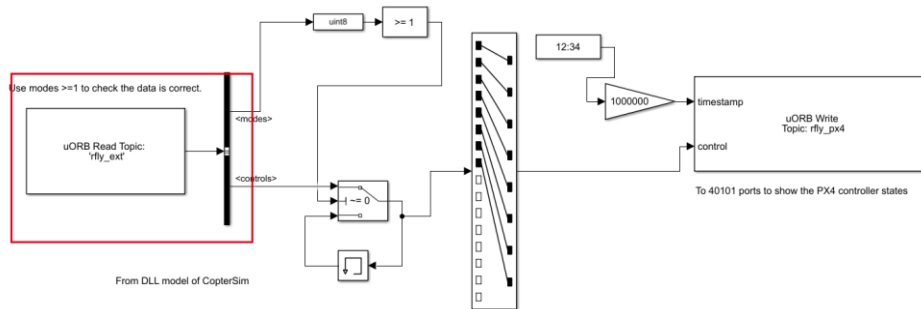 uint8
>= 1
12:34
Use modes >=1 to check the data is correct.
<modes>
1000000
timestamp
uORB Write
Topic: rfly_px4
uORB Read Topic:
'rfly_ext'
control
<controls>
~= 0
To 40101 ports to show the PX4 controller states
From DLL model of CopterSim